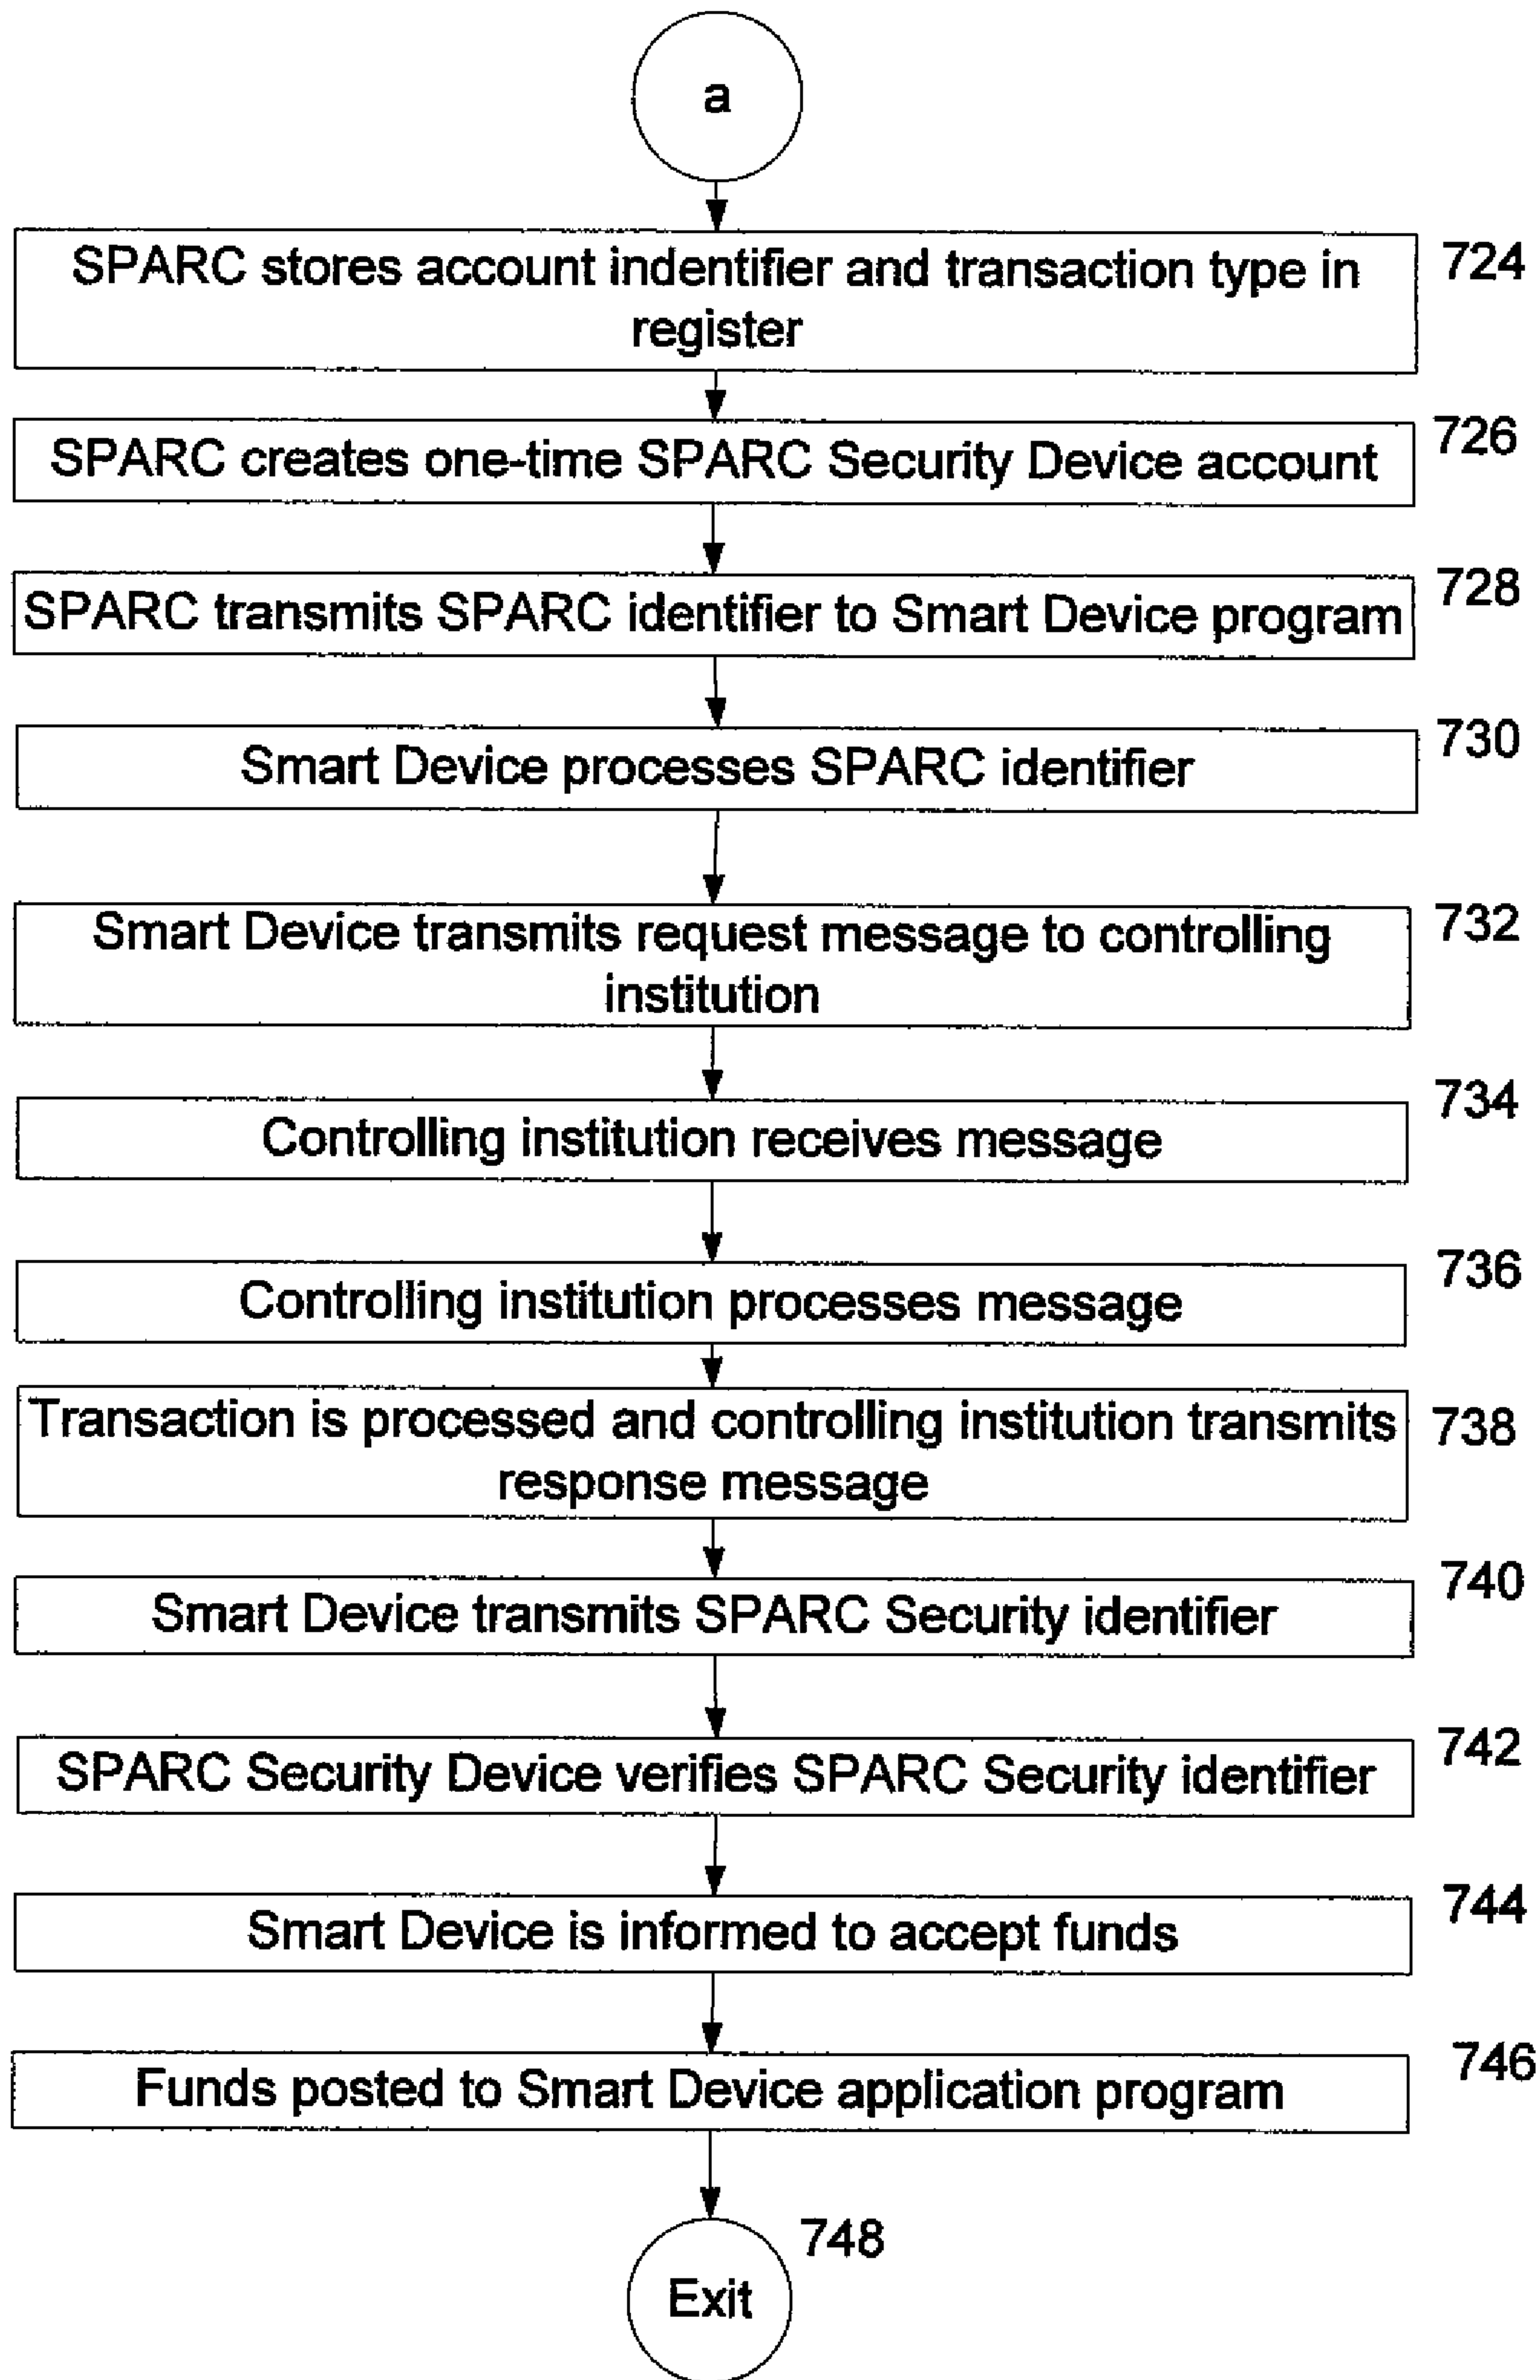 a
SPARC stores account indentifier and transaction type in
register
724
SPARC creates one-time SPARC Security Device account
726
SPARC transmits SPARC identifier to Smart Device program
728
Smart Device processes SPARC identifier
730
Smart Device transmits request message to controlling
institution
732
Controlling institution receives message
734
Controlling institution processes message
736
Transaction is processed and controlling institution transmits
response message
738
Smart Device transmits SPARC Security identifier
740
SPARC Security Device verifies SPARC Security identifier
742
Smart Device is informed to accept funds
744
Funds posted to Smart Device application program
746
748
Exit